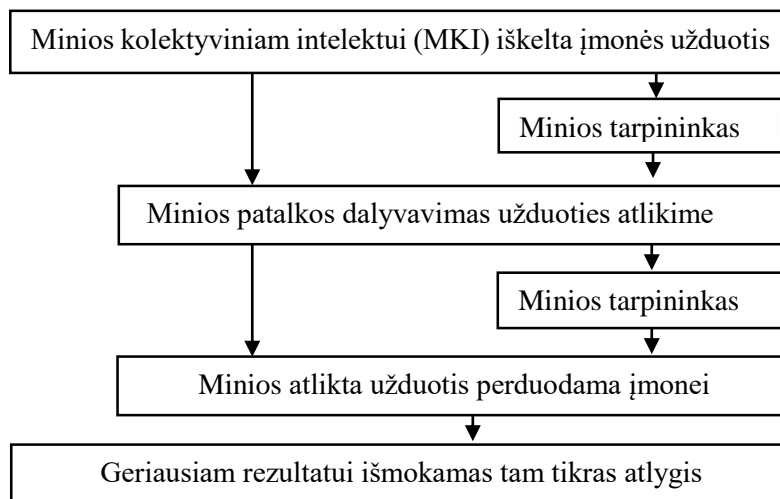 Minios kolektyviniam intelektui (MKI) iškelta įmonės užduotis
Minios tarpininkas
Minios patalkos dalyvavimas užduoties atlikime
Minios tarpininkas
Minios atlikta užduotis perduodama įmonei
Geriausiam rezultatui išmokamas tam tikras atlygis